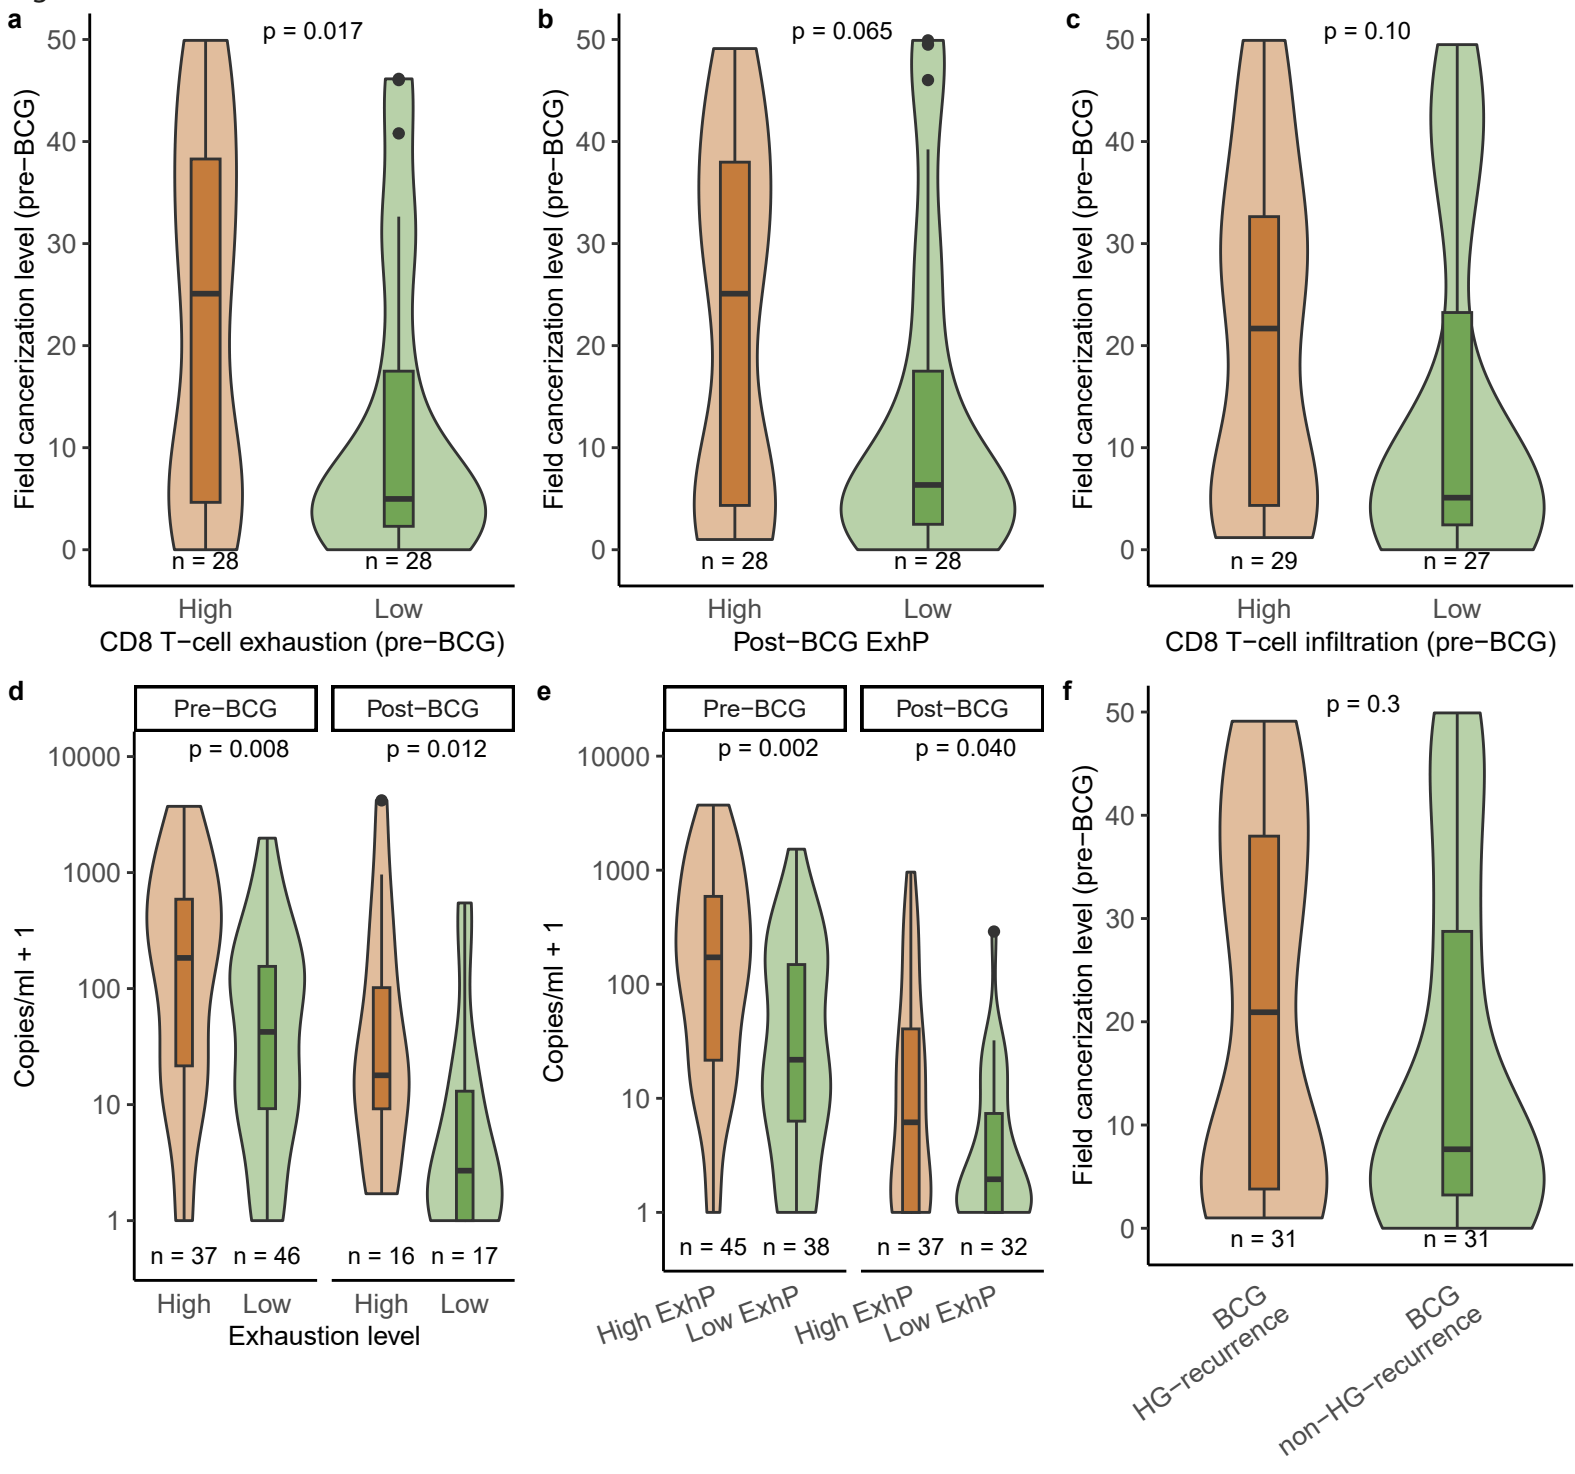 a
p = 0.017
Field cancerization level (pre−BCG)
50
40
30
20
10
0
n = 28
n = 28
High
Low
CD8 T−cell exhaustion (pre−BCG)
b
p = 0.065
Field cancerization level (pre−BCG)
50
40
30
20
10
0
n = 28
n = 28
High
Low
Post−BCG ExhP
c
p = 0.10
Field cancerization level (pre−BCG)
50
40
30
20
10
0
n = 29
n = 27
High
Low
CD8 T−cell infiltration (pre−BCG)
d
Pre−BCG
Post−BCG
p = 0.008
p = 0.012
Copies/ml + 1
10000
1000
100
10
1
n = 37
n = 46
n = 16
n = 17
High
Low
High
Low
Exhaustion level
e
Pre−BCG
Post−BCG
p = 0.002
p = 0.040
Copies/ml + 1
10000
1000
100
10
1
n = 45
n = 38
n = 37
n = 32
High ExhP
Low ExhP
High ExhP
Low ExhP
f
p = 0.3
Field cancerization level (pre−BCG)
50
40
30
20
10
0
n = 31
n = 31
BCG
HG−recurrence
BCG
non−HG−recurrence